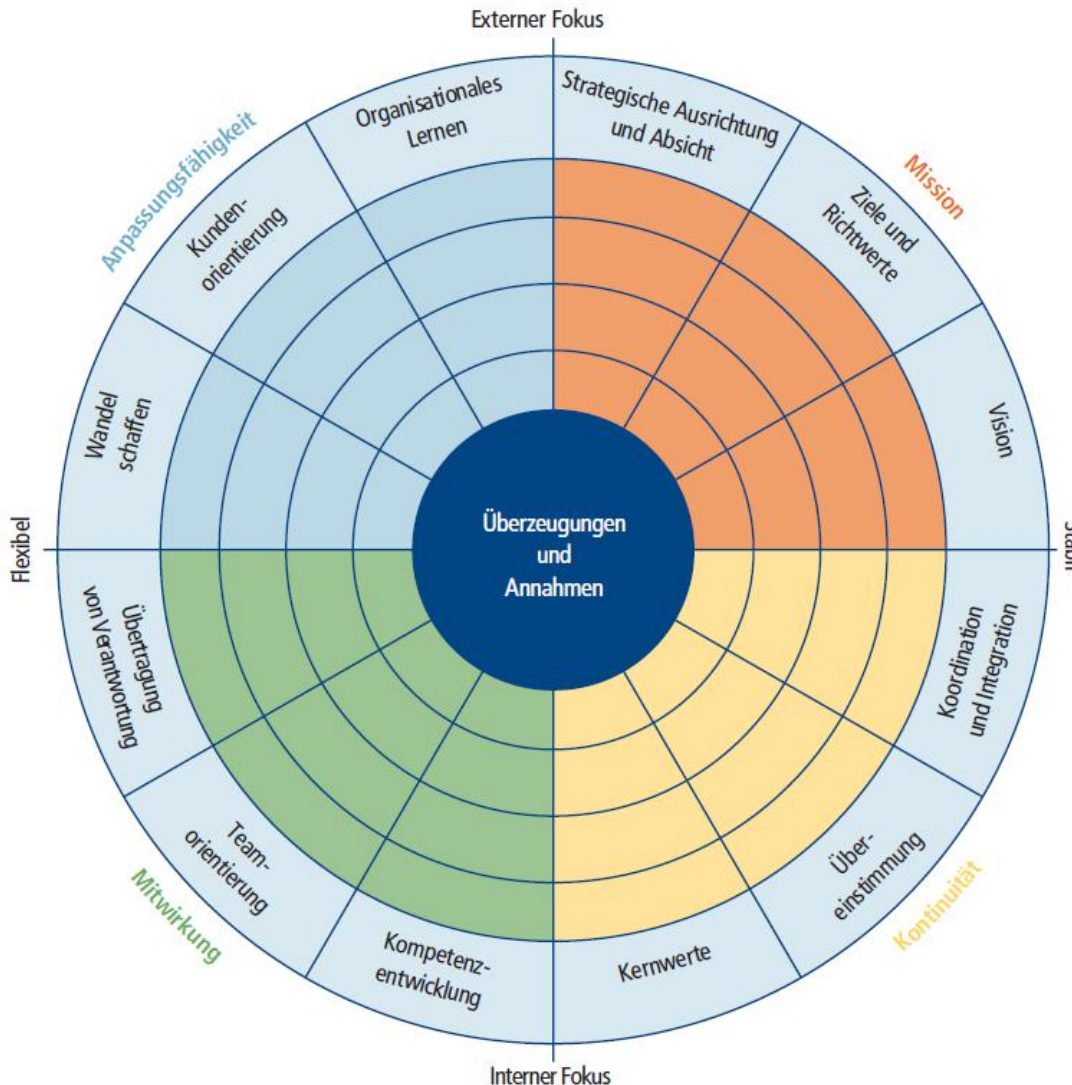 Externer Fokus
Organisationales
Lernen
Strategische Ausrichtung
und Absicht
Anpassungsfähigkeit
Mission
Kunden-
orientierung
Ziele und
Richtwerte
Wandel
schaffen
Vision
Flexibel
Überzeugungen
und
Annahmen
Übertragung
von Verantwortung
Koordination
und Integration
Team-
orientierung
Über-
einstimmung
Mitwirkung
Kontinuität
Kompetenz-
entwicklung
Kernwerte
Interner Fokus